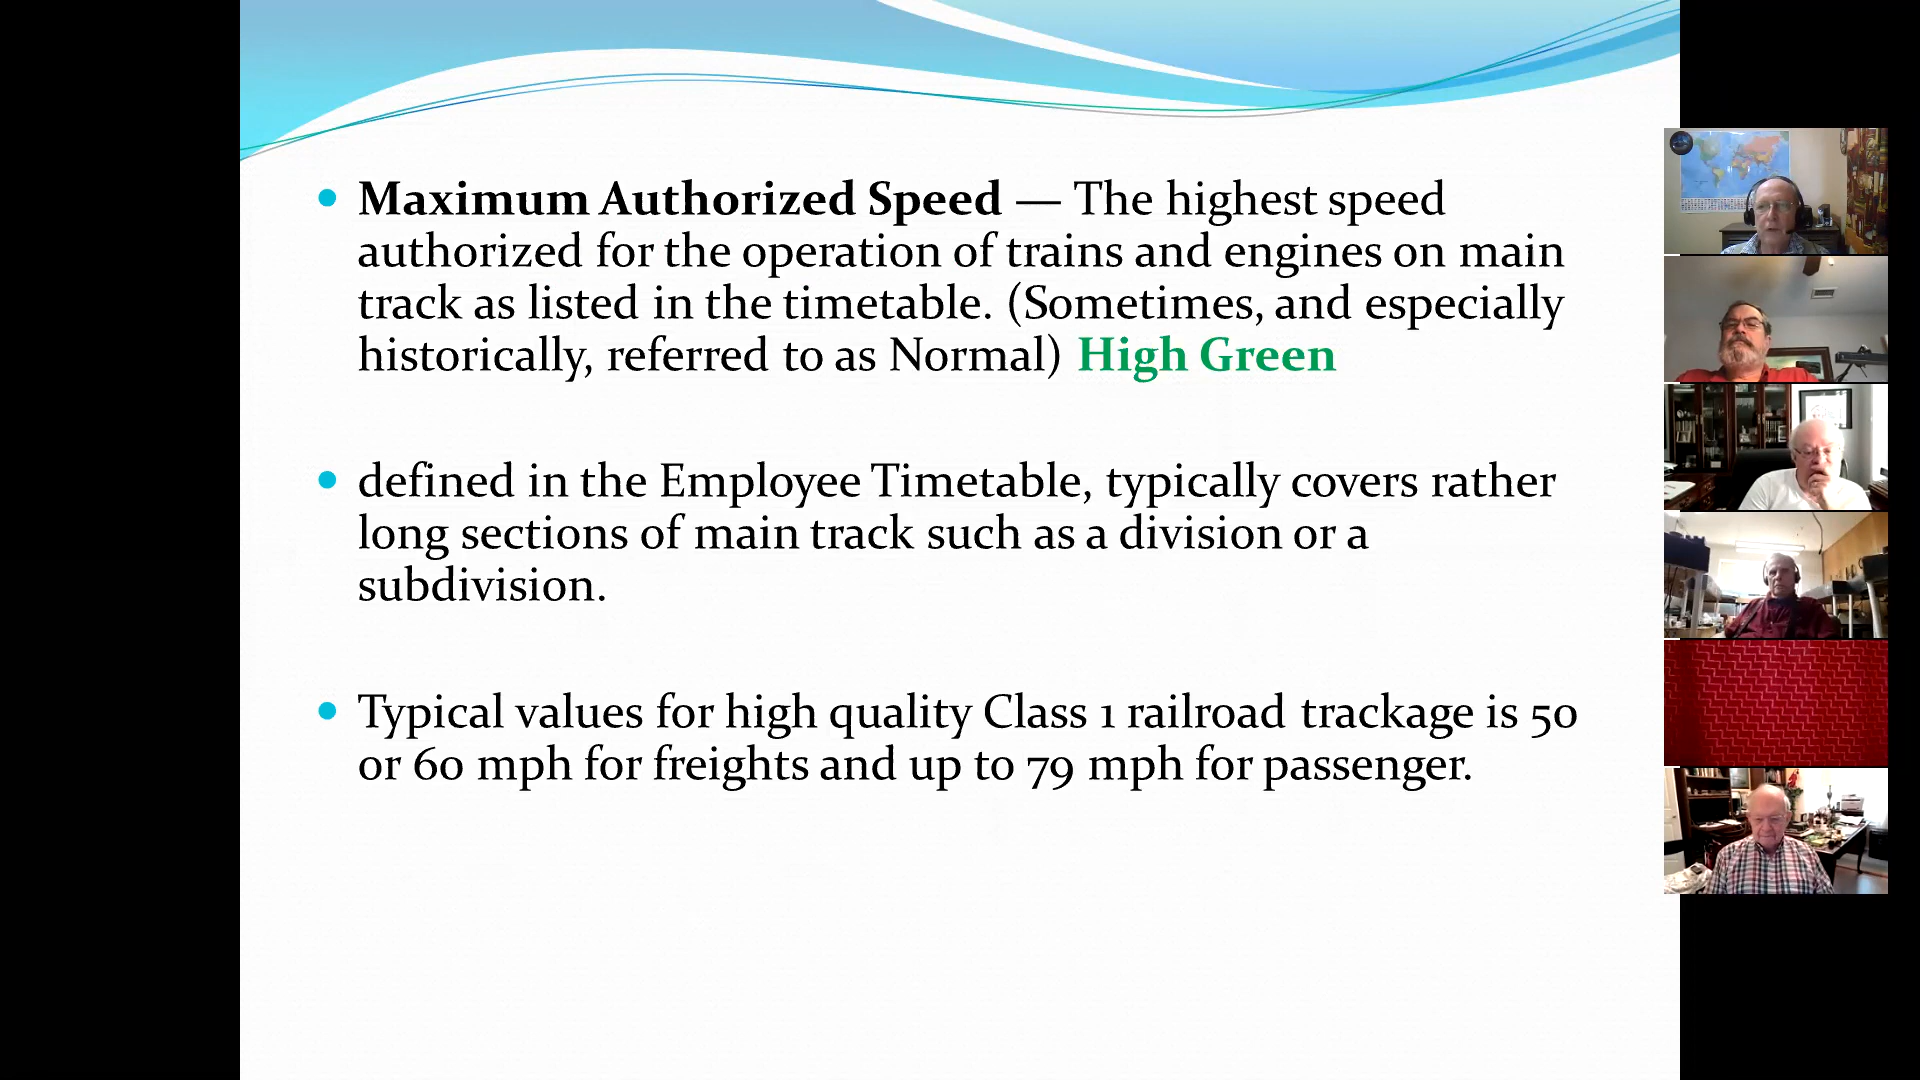 Maximum Authorized Speed — The highest speed
authorized for the operation of trains and engines on main
track as listed in the timetable. (Sometimes, and especially
historically, referred to as Normal) High Green
defined in the Employee Timetable, typically covers rather
long sections of main track such as a division or a
subdivision.
Typical values for high quality Class 1 railroad trackage is 50
or 60 mph for freights and up to 79 mph for passenger.